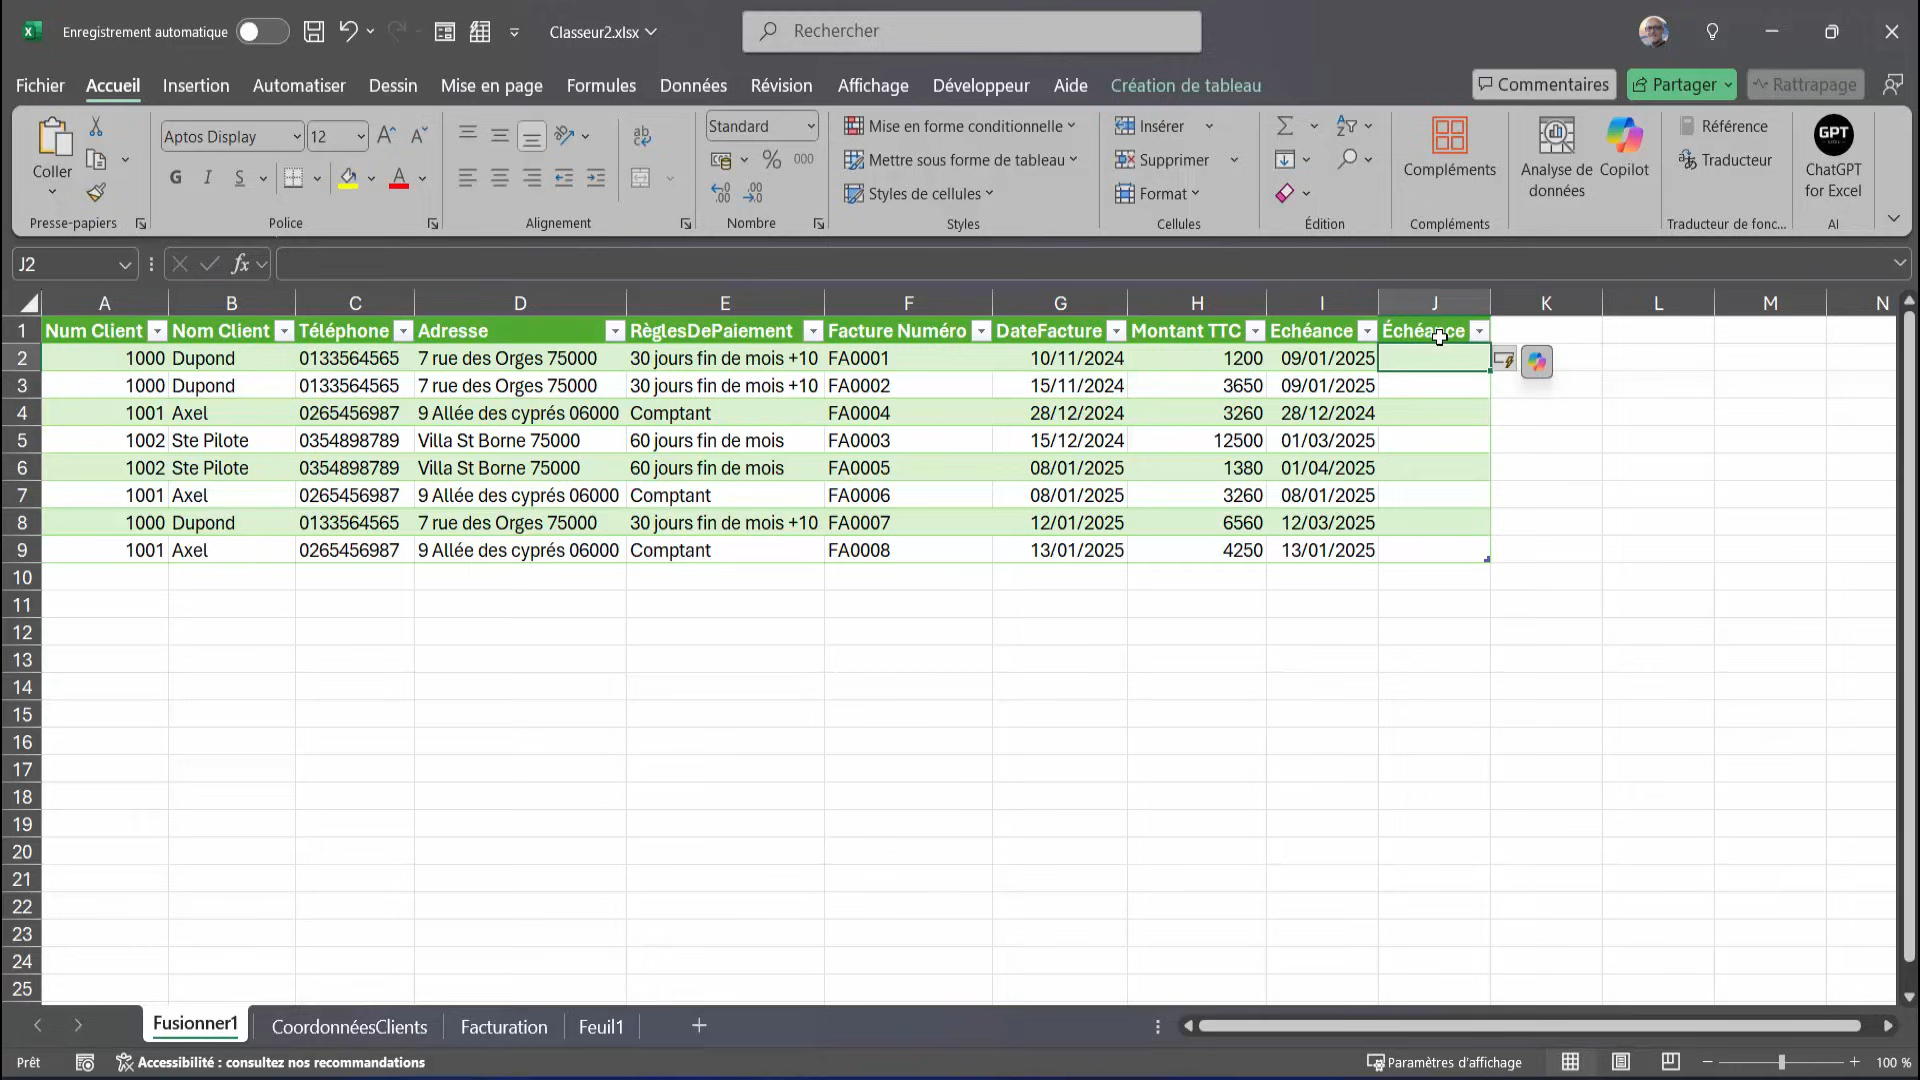 Enregistrement automatique Classeur2.xlsx Rechercher
Fichier Accueil Insertion Automatiser Dessin Mise en page Formules Données Révision Affichage Développeur Aide Création de tableau Commentaires Partager Rattrapage
Coller
Presse-papiers
Aptos Display 12
G I S
Police
ab
Alignement
Standard
% 000
Nombre
Mise en forme conditionnelle
Mettre sous forme de tableau
Styles de cellules
Styles
Insérer
Supprimer
Format
Cellules
Édition
Compléments
Compléments
Analyse de données
Copilot
Référence
Traducteur
Traducteur de fonc...
GPT
ChatGPT for Excel
AI
J2 fx
A B C D E F G H I J K L M N
1 Num Client Nom Client Téléphone Adresse RèglesDePaiement Facture Numéro DateFacture Montant TTC Echéance Échéance
2 1000 Dupond 0133564565 7 rue des Orges 75000 30 jours fin de mois +10 FA0001 10/11/2024 1200 09/01/2025
3 1000 Dupond 0133564565 7 rue des Orges 75000 30 jours fin de mois +10 FA0002 15/11/2024 3650 09/01/2025
4 1001 Axel 0265456987 9 Allée des cyprés 06000 Comptant FA0004 28/12/2024 3260 28/12/2024
5 1002 Ste Pilote 0354898789 Villa St Borne 75000 60 jours fin de mois FA0003 15/12/2024 12500 01/03/2025
6 1002 Ste Pilote 0354898789 Villa St Borne 75000 60 jours fin de mois FA0005 08/01/2025 1380 01/04/2025
7 1001 Axel 0265456987 9 Allée des cyprés 06000 Comptant FA0006 08/01/2025 3260 08/01/2025
8 1000 Dupond 0133564565 7 rue des Orges 75000 30 jours fin de mois +10 FA0007 12/01/2025 6560 12/03/2025
9 1001 Axel 0265456987 9 Allée des cyprés 06000 Comptant FA0008 13/01/2025 4250 13/01/2025
10
11
12
13
14
15
16
17
18
19
20
21
22
23
24
25
Fusionner1 CoordonnéesClients Facturation Feuil1
Prêt Accessibilité : consultez nos recommandations Paramètres d'affichage 100 %